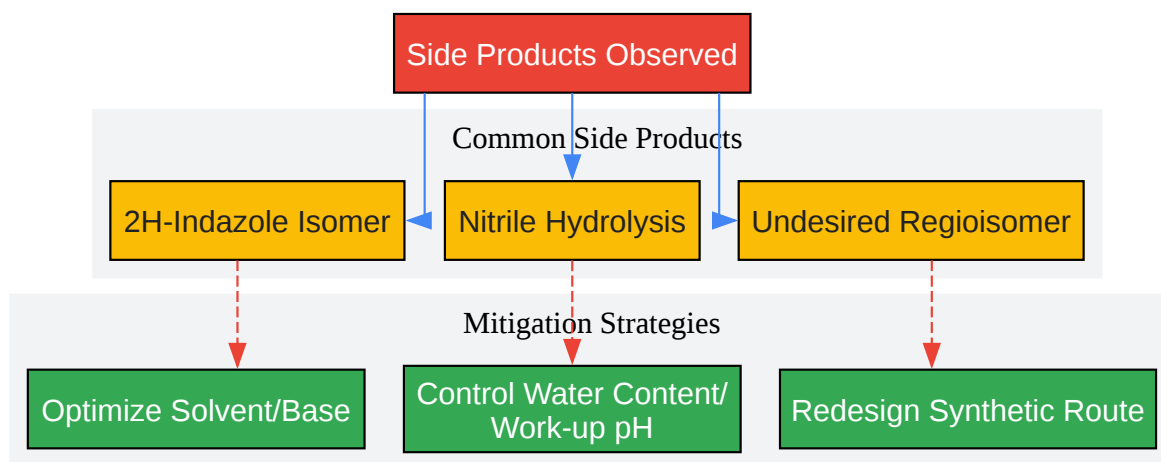 Side Products Observed
Common Side Products
2H-Indazole Isomer
Nitrile Hydrolysis
Undesired Regioisomer
Mitigation Strategies
Optimize Solvent/Base
Control Water Content/
Work-up pH
Redesign Synthetic Route